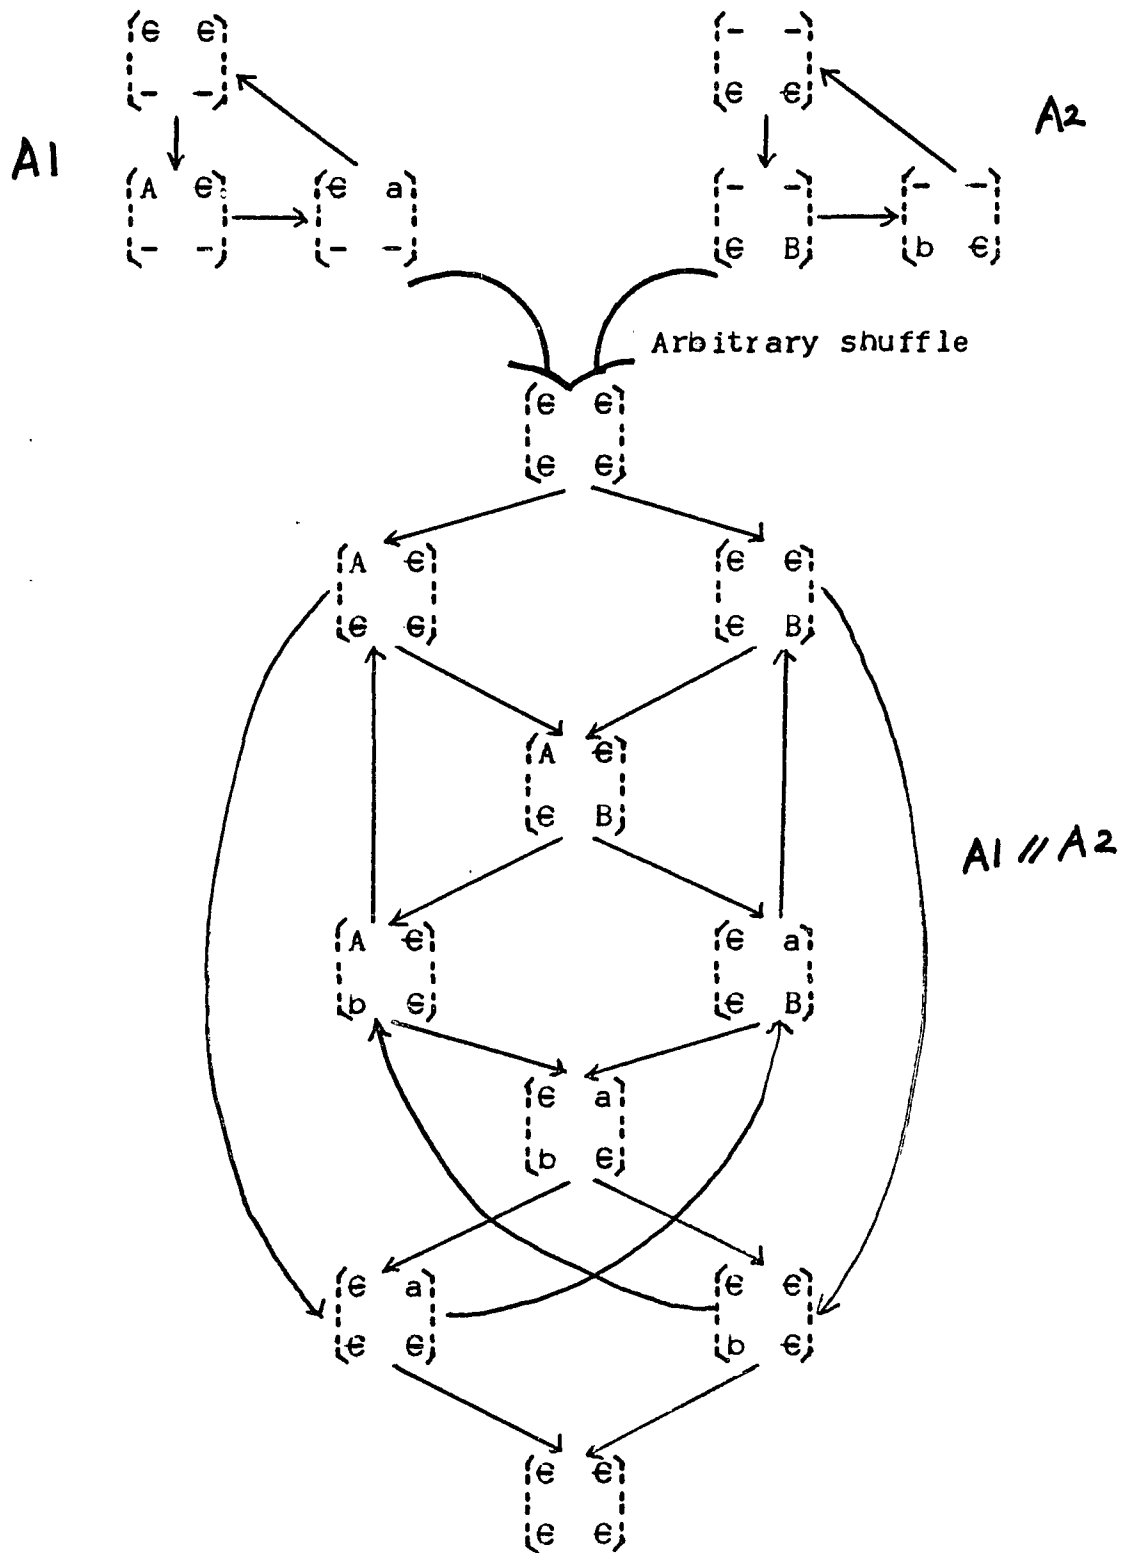 Є Є - -
- - Є Є
A1 A2
A Є Є a - - - -
- - - - Є B b Є
Arbitrary shuffle
Є Є
Є Є
A Є Є Є
Є Є Є B
A Є
Є B
A1 // A2
A Є Є a
b Є Є B
Є a
b Є
Є a Є Є
Є Є b Є
Є Є
Є Є